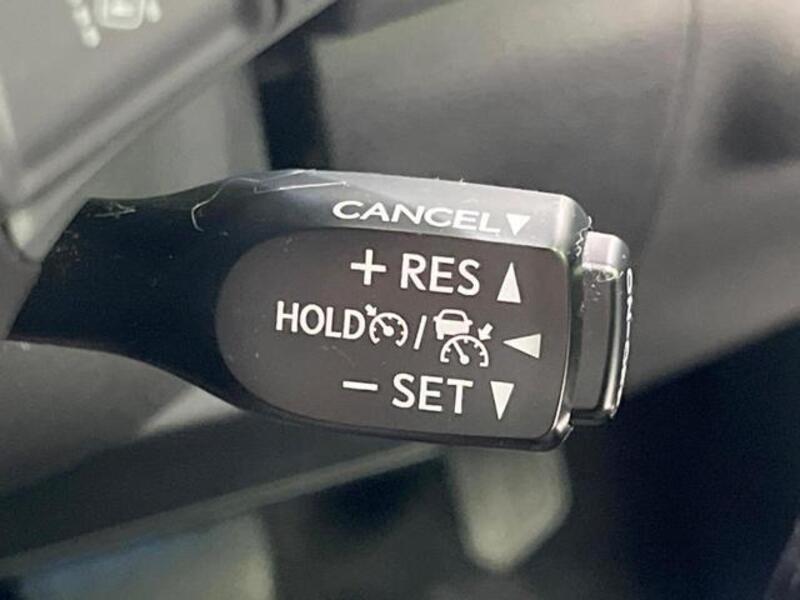 CANCEL▼
+ RES ▲
HOLD / ◀
− SET ▼